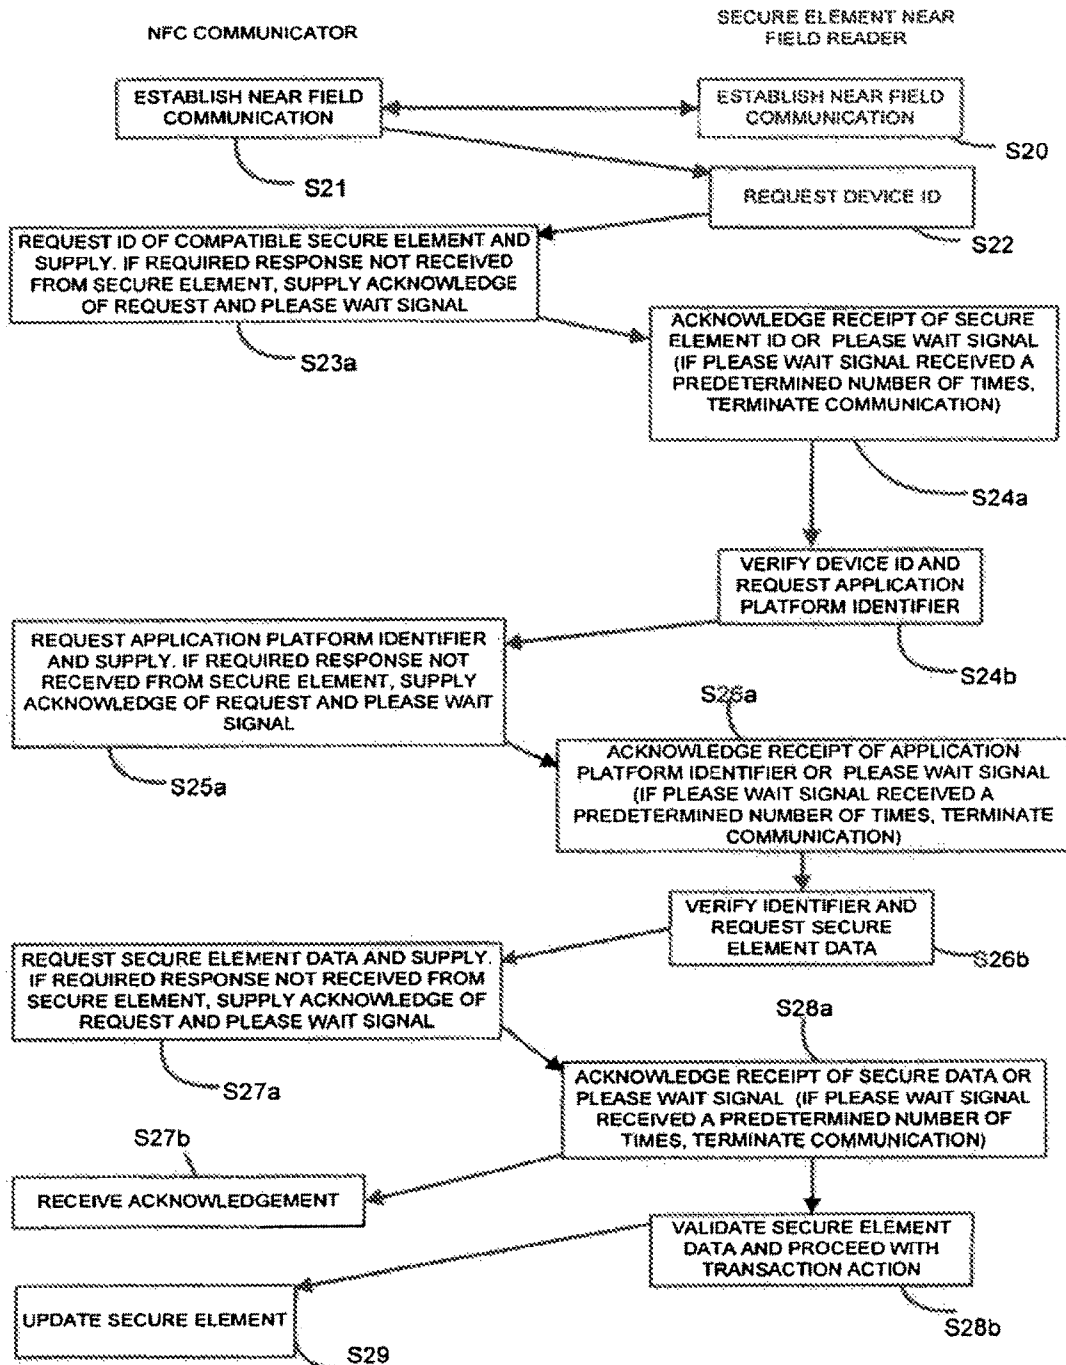 NFC COMMUNICATOR
SECURE ELEMENT NEAR
FIELD READER
ESTABLISH NEAR FIELD
COMMUNICATION
ESTABLISH NEAR FIELD
COMMUNICATION
S20
S21
REQUEST DEVICE ID
S22
REQUEST ID OF COMPATIBLE SECURE ELEMENT AND
SUPPLY. IF REQUIRED RESPONSE NOT RECEIVED
FROM SECURE ELEMENT, SUPPLY ACKNOWLEDGE
OF REQUEST AND PLEASE WAIT SIGNAL
S23a
ACKNOWLEDGE RECEIPT OF SECURE
ELEMENT ID OR PLEASE WAIT SIGNAL
(IF PLEASE WAIT SIGNAL RECEIVED A
PREDETERMINED NUMBER OF TIMES,
TERMINATE COMMUNICATION)
S24a
VERIFY DEVICE ID AND
REQUEST APPLICATION
PLATFORM IDENTIFIER
S24b
REQUEST APPLICATION PLATFORM IDENTIFIER
AND SUPPLY. IF REQUIRED RESPONSE NOT
RECEIVED FROM SECURE ELEMENT, SUPPLY
ACKNOWLEDGE OF REQUEST AND PLEASE WAIT
SIGNAL
S25a
S26a
ACKNOWLEDGE RECEIPT OF APPLICATION
PLATFORM IDENTIFIER OR PLEASE WAIT SIGNAL
(IF PLEASE WAIT SIGNAL RECEIVED A
PREDETERMINED NUMBER OF TIMES, TERMINATE
COMMUNICATION)
VERIFY IDENTIFIER AND
REQUEST SECURE
ELEMENT DATA
S26b
REQUEST SECURE ELEMENT DATA AND SUPPLY.
IF REQUIRED RESPONSE NOT RECEIVED FROM
SECURE ELEMENT, SUPPLY ACKNOWLEDGE OF
REQUEST AND PLEASE WAIT SIGNAL
S27a
S28a
ACKNOWLEDGE RECEIPT OF SECURE DATA OR
PLEASE WAIT SIGNAL (IF PLEASE WAIT SIGNAL
RECEIVED A PREDETERMINED NUMBER OF
TIMES, TERMINATE COMMUNICATION)
S27b
RECEIVE ACKNOWLEDGEMENT
VALIDATE SECURE ELEMENT
DATA AND PROCEED WITH
TRANSACTION ACTION
S28b
UPDATE SECURE ELEMENT
S29